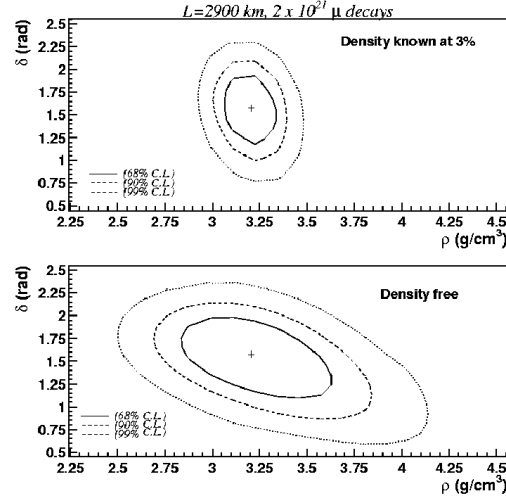 L=2900 km, 2 x 10²¹ μ decays
δ (rad)
2.5
2.25
2
1.75
1.5
1.25
1
0.75
0.5
Density known at 3%
(68% C.L.)
(90% C.L.)
(99% C.L.)
2.25 2.5 2.75 3 3.25 3.5 3.75 4 4.25 4.5
ρ (g/cm³)
δ (rad)
2.5
2.25
2
1.75
1.5
1.25
1
0.75
0.5
Density free
(68% C.L.)
(90% C.L.)
(99% C.L.)
2.25 2.5 2.75 3 3.25 3.5 3.75 4 4.25 4.5
ρ (g/cm³)